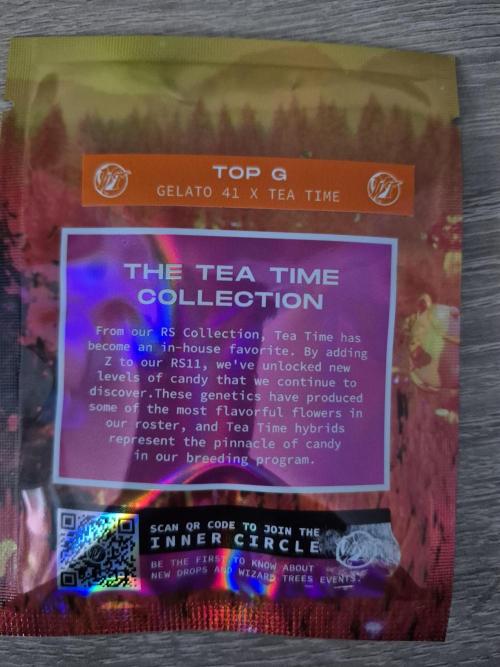 TOP G
GELATO 41 X TEA TIME
THE TEA TIME
COLLECTION
From our RS Collection, Tea Time has
become an in-house favorite. By adding
Z to our RS11, we've unlocked new
levels of candy that we continue to
discover.These genetics have produced
some of the most flavorful flowers in
our roster, and Tea Time hybrids
represent the pinnacle of candy
in our breeding program.
SCAN QR CODE TO JOIN THE
INNER CIRCLE
BE THE FIRST TO KNOW ABOUT
NEW DROPS AND WIZARD TREES EVENTS.